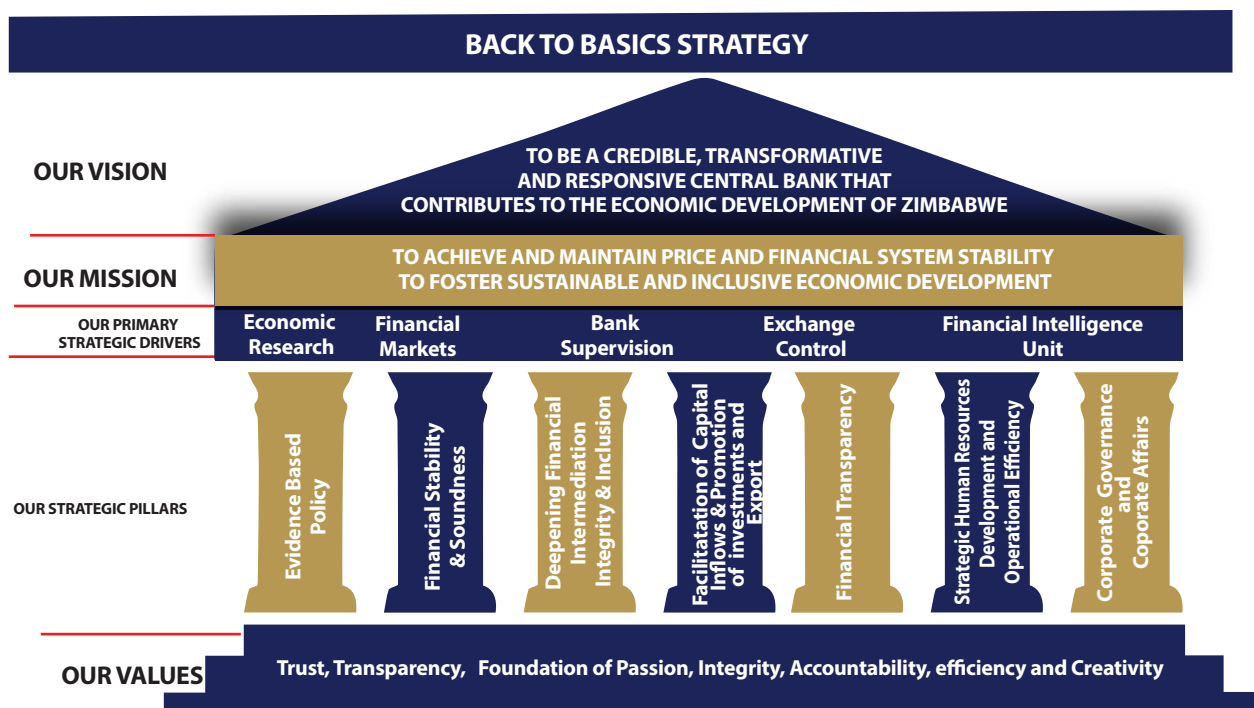 BACK TO BASICS STRATEGY
OUR VISION
TO BE A CREDIBLE, TRANSFORMATIVE
AND RESPONSIVE CENTRAL BANK THAT
CONTRIBUTES TO THE ECONOMIC DEVELOPMENT OF ZIMBABWE
OUR MISSION
TO ACHIEVE AND MAINTAIN PRICE AND FINANCIAL SYSTEM STABILITY
TO FOSTER SUSTAINABLE AND INCLUSIVE ECONOMIC DEVELOPMENT
OUR PRIMARY
STRATEGIC DRIVERS
Economic
Research
Financial
Markets
Bank
Supervision
Exchange
Control
Financial Intelligence
Unit
OUR STRATEGIC PILLARS
Evidence Based
Policy
Financial Stability
& Soundness
Deepening Financial
Intermediation
Integrity & Inclusion
Facilitatation of Capital
Inflows & Promotion
of investments and
Export
Financial Transparency
Strategic Human Resources
Development and
Operational Efficiency
Corporate Governance
and
Coporate Affairs
OUR VALUES
Trust, Transparency, Foundation of Passion, Integrity, Accountability, efficiency and Creativity